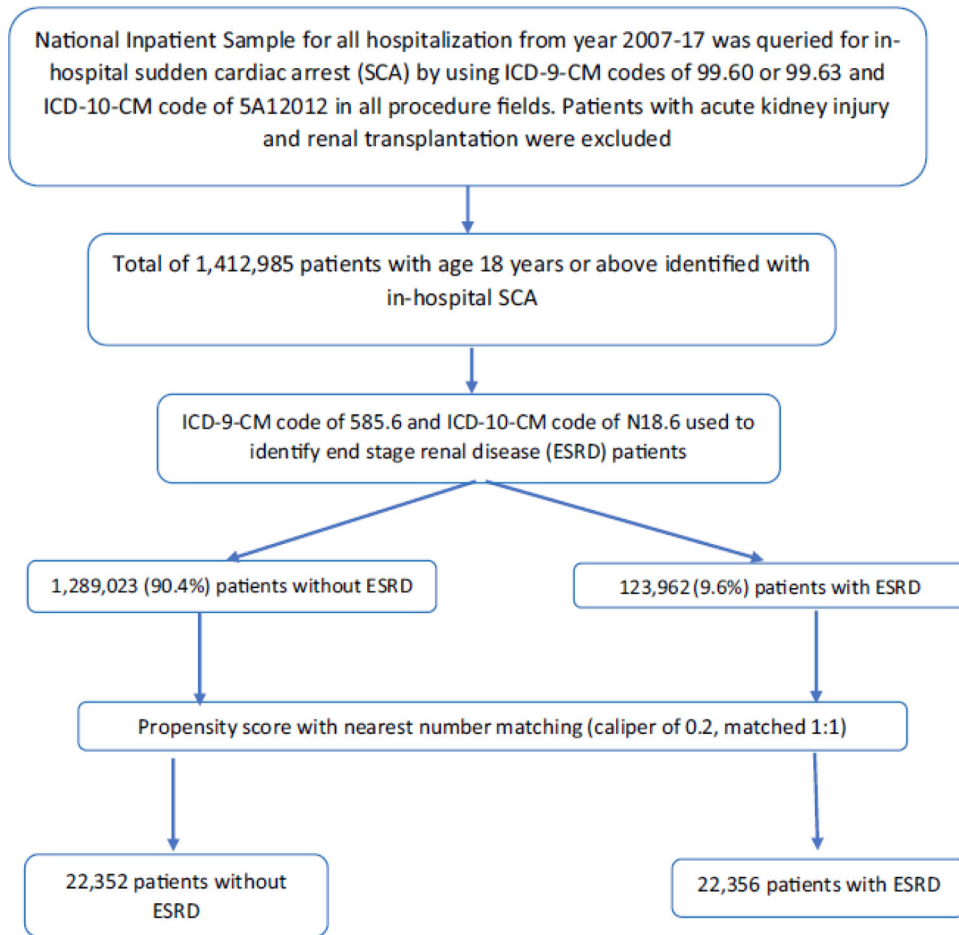 National Inpatient Sample for all hospitalization from year 2007-17 was queried for in-
hospital sudden cardiac arrest (SCA) by using ICD-9-CM codes of 99.60 or 99.63 and
ICD-10-CM code of 5A12012 in all procedure fields. Patients with acute kidney injury
and renal transplantation were excluded
Total of 1,412,985 patients with age 18 years or above identified with
in-hospital SCA
ICD-9-CM code of 585.6 and ICD-10-CM code of N18.6 used to
identify end stage renal disease (ESRD) patients
1,289,023 (90.4%) patients without ESRD
123,962 (9.6%) patients with ESRD
Propensity score with nearest number matching (caliper of 0.2, matched 1:1)
22,352 patients without
ESRD
22,356 patients with ESRD